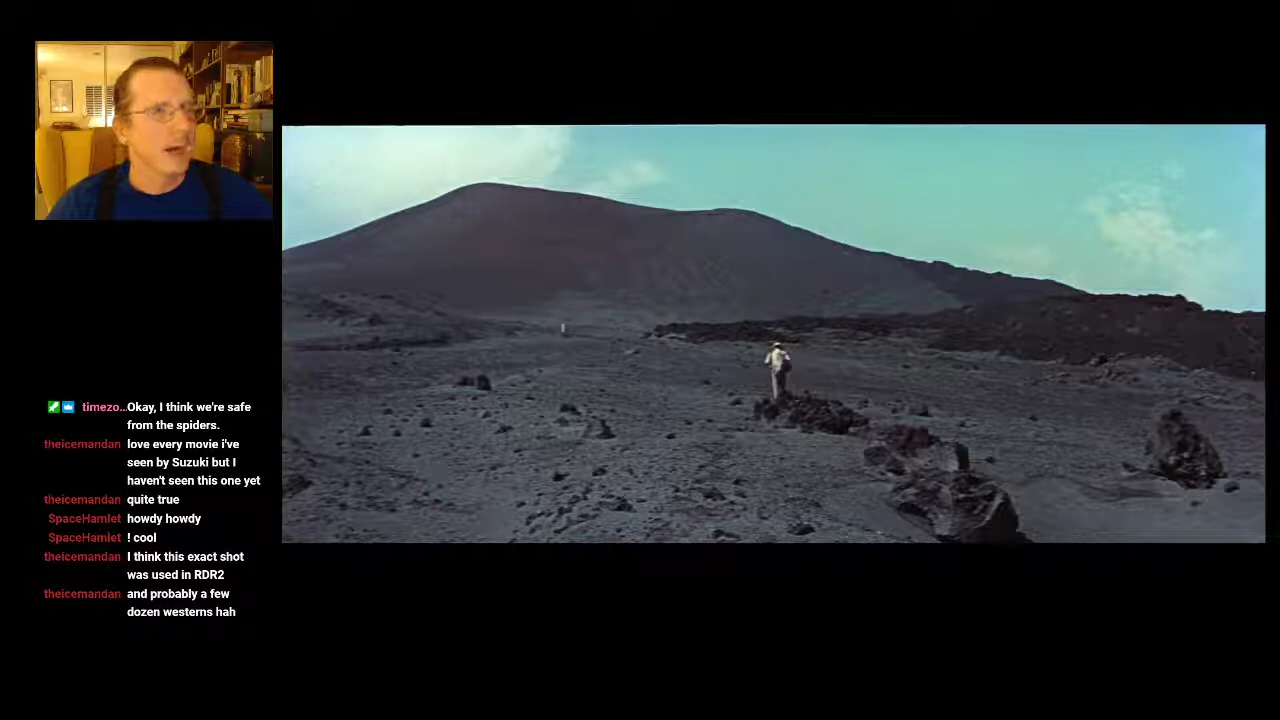 timezo...Okay, I think we're safe
from the spiders.
theicemandan love every movie i've
seen by Suzuki but I
haven't seen this one yet
theicemandan quite true
SpaceHamlet howdy howdy
SpaceHamlet ! cool
theicemandan I think this exact shot
was used in RDR2
theicemandan and probably a few
dozen westerns hah